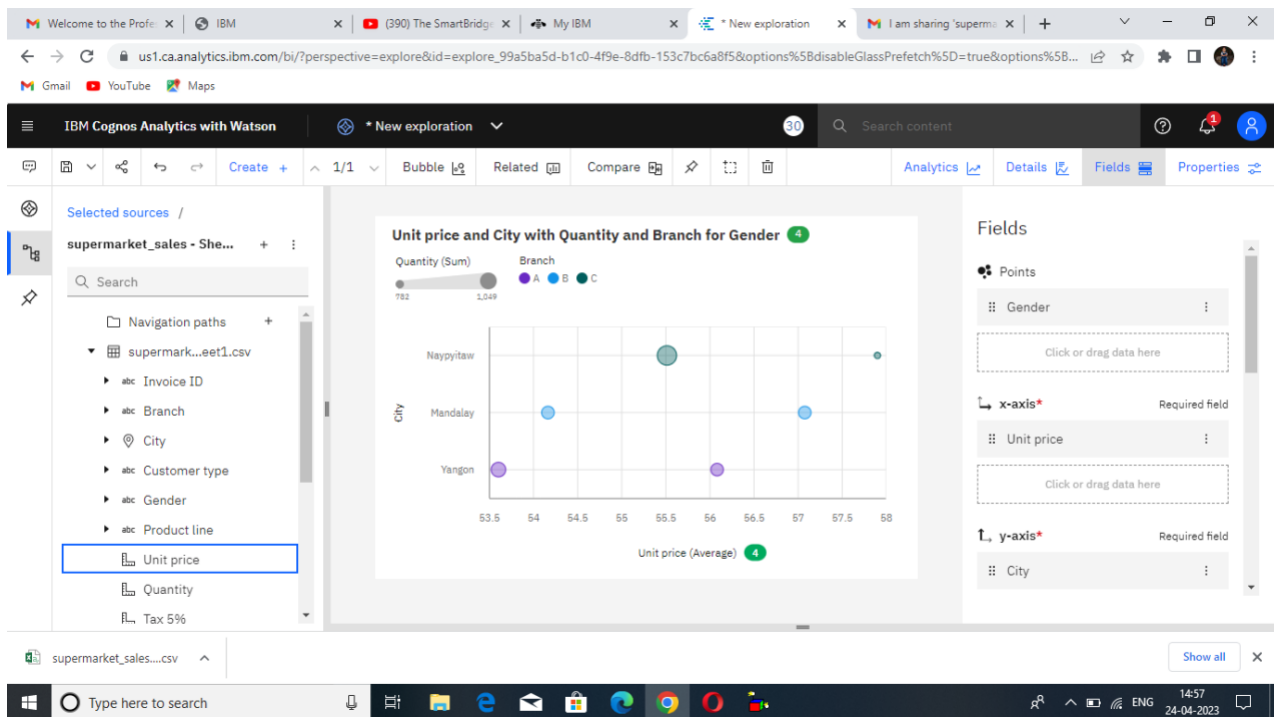 Welcome to the Profe
IBM
(390) The SmartBridge
My IBM
* New exploration
I am sharing 'superma
us1.ca.analytics.ibm.com/bi/?perspective=explore&id=explore_99a5ba5d-b1c0-4f9e-8dfb-153c7bc6a8f5&options%5BdisableGlassPrefetch%5D=true&options%5B...
Gmail YouTube Maps
IBM Cognos Analytics with Watson
* New exploration
30
Search content
1
Create +
1/1
Bubble
Related
Compare
Analytics
Details
Fields
Properties
Selected sources /
supermarket_sales - She...
Search
Navigation paths
supermark...eet1.csv
abc Invoice ID
abc Branch
City
abc Customer type
abc Gender
abc Product line
Unit price
Quantity
Tax 5%
Unit price and City with Quantity and Branch for Gender 4
Quantity (Sum)
782 1,049
Branch
A B C
City
Naypyitaw
Mandalay
Yangon
53.5 54 54.5 55 55.5 56 56.5 57 57.5 58
Unit price (Average) 4
Fields
Points
Gender
Click or drag data here
x-axis* Required field
Unit price
Click or drag data here
y-axis* Required field
City
supermarket_sales....csv
Show all
Type here to search
ENG
14:57
24-04-2023